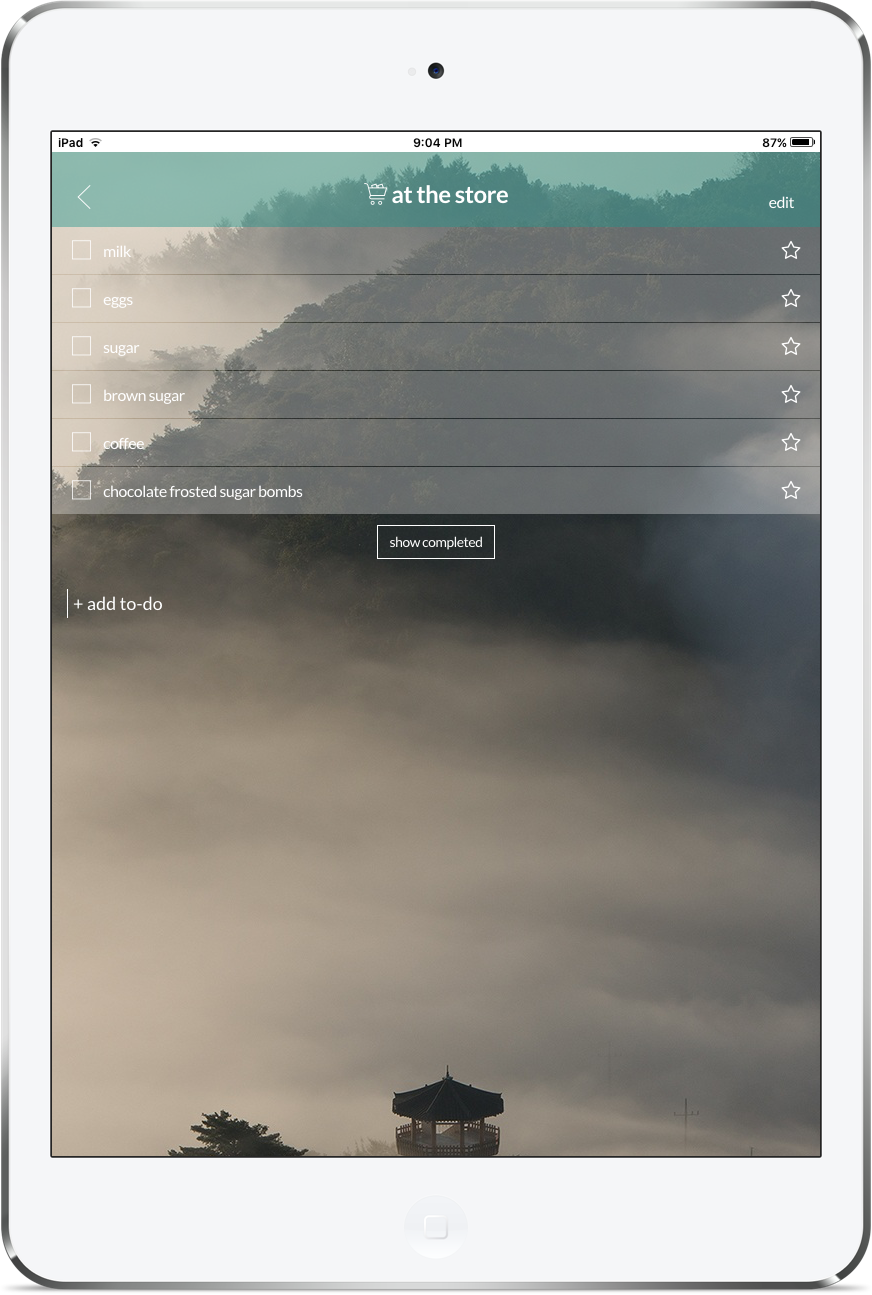 iPad 9:04 PM 87%
at the store
edit
milk
eggs
sugar
brown sugar
coffee
chocolate frosted sugar bombs
show completed
+ add to-do